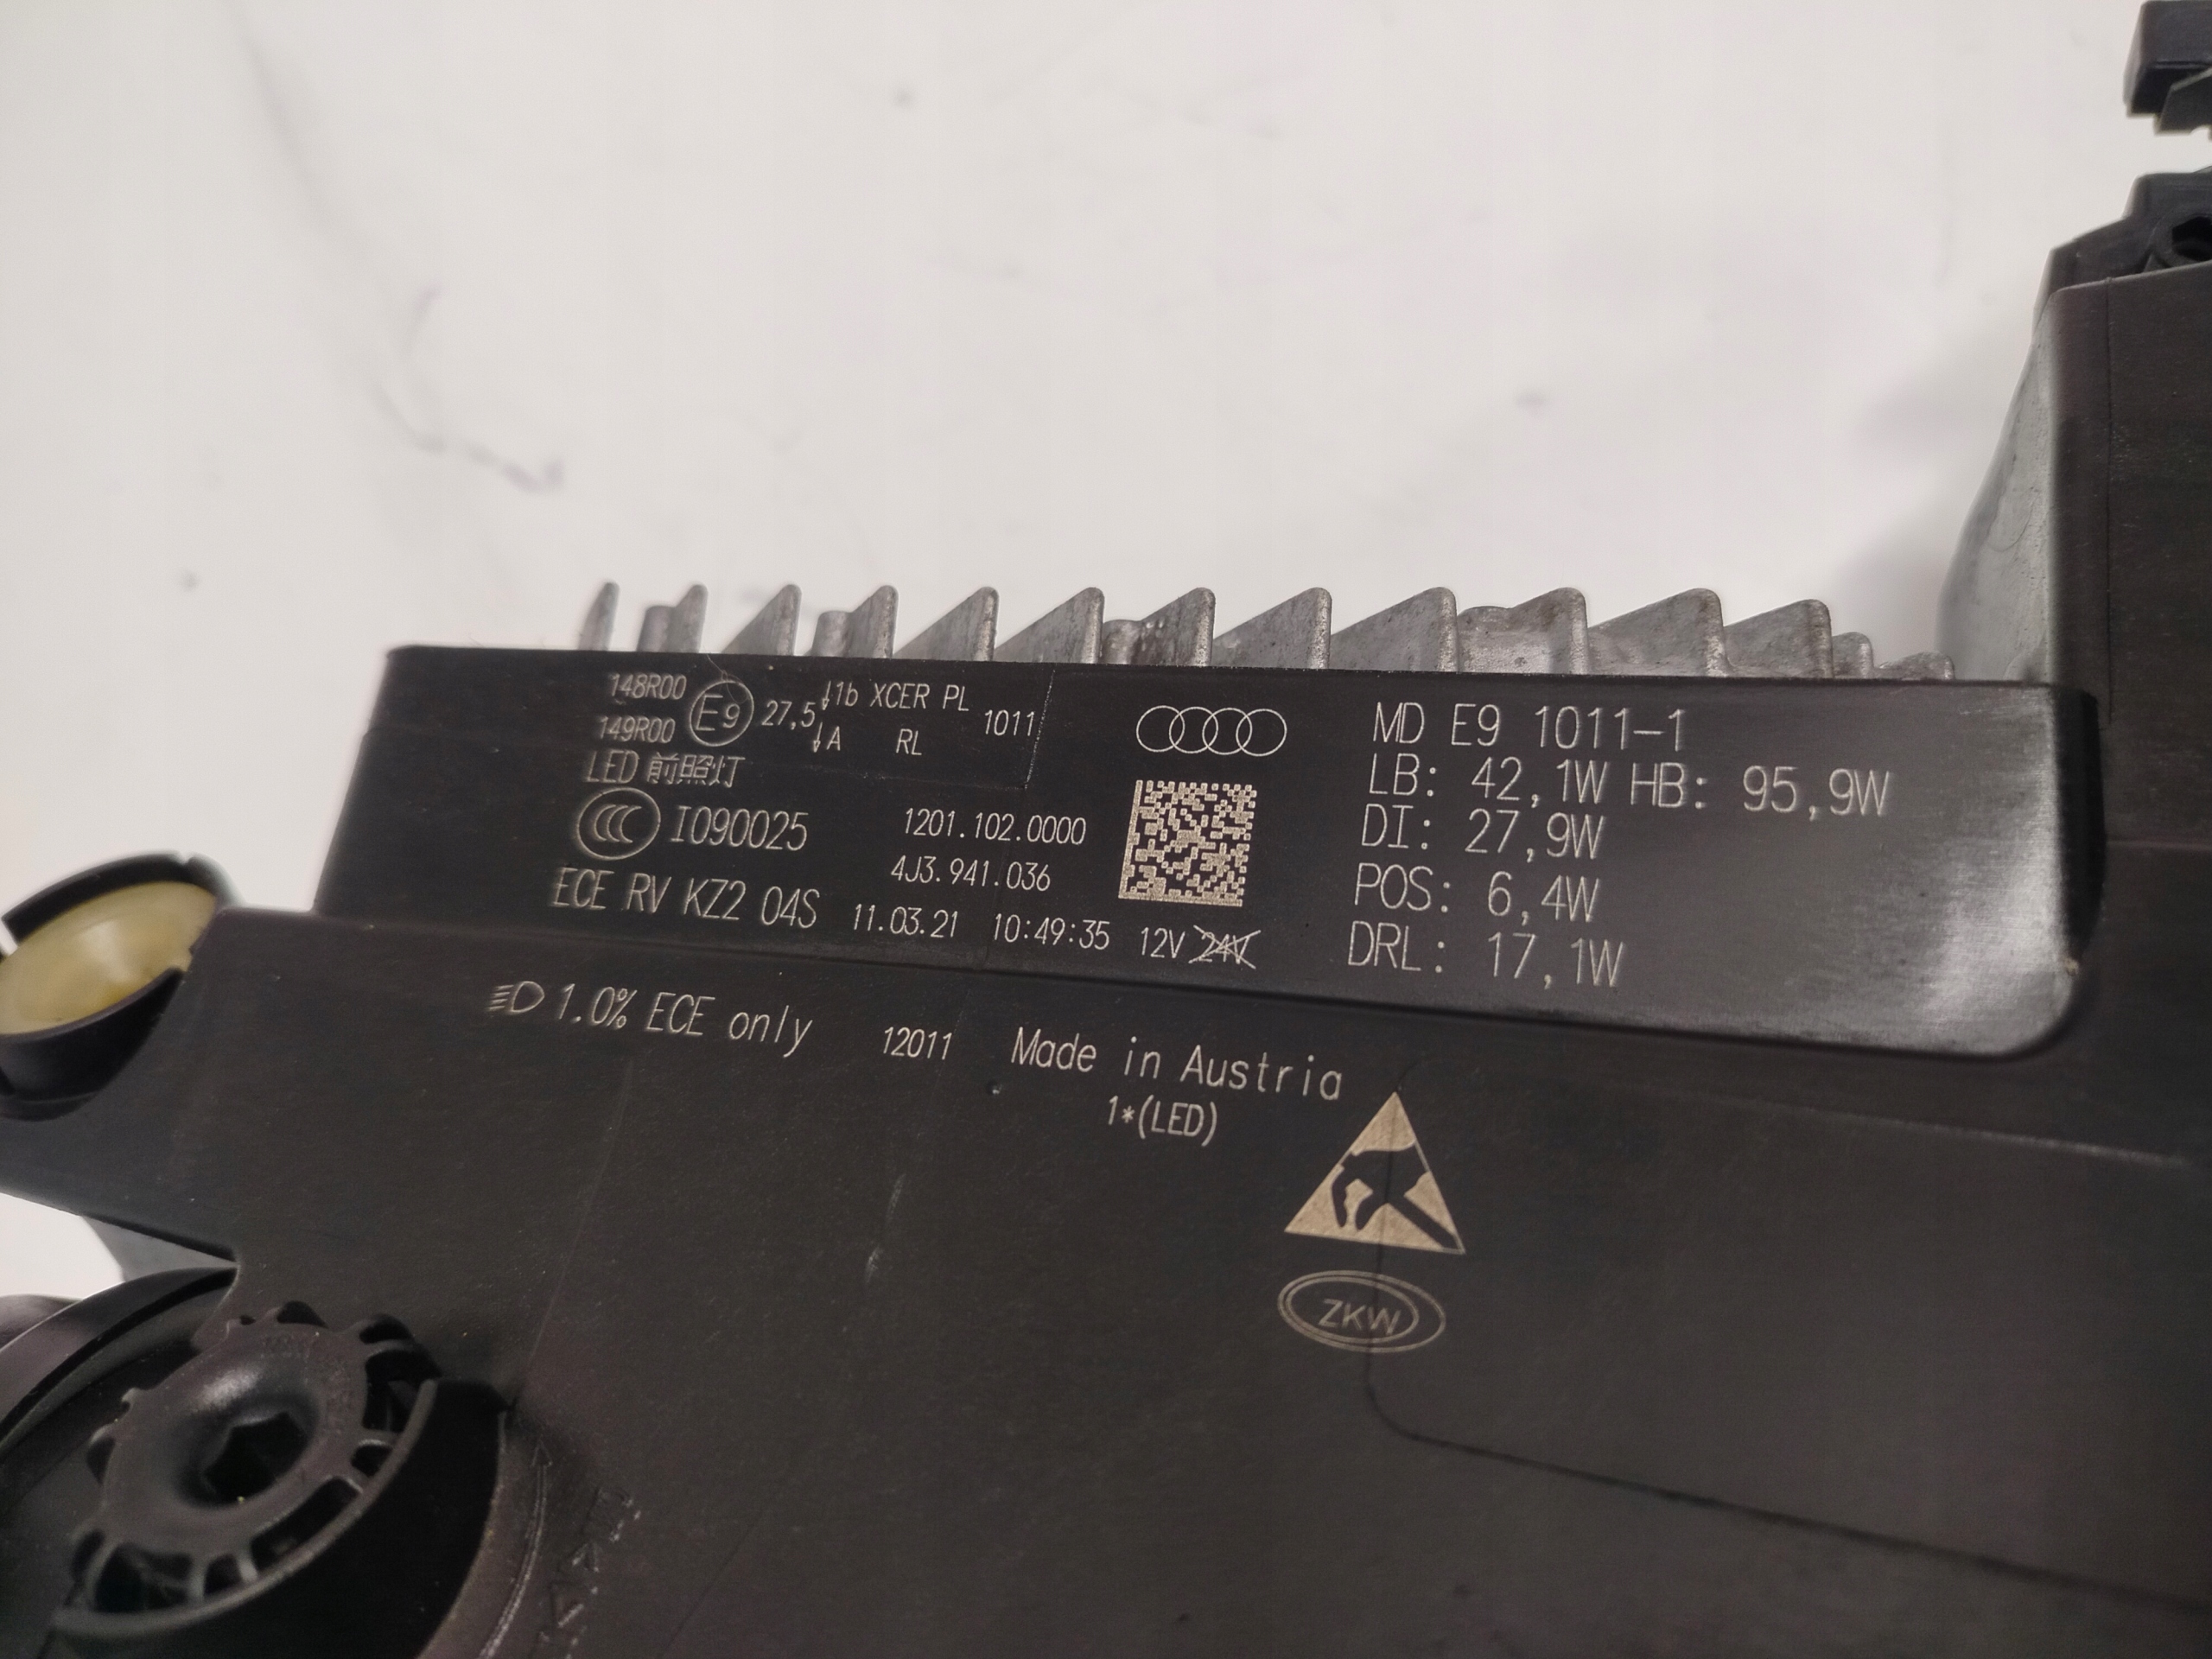 148R00 E9 27,5 1b XCER PL 1011
149R00 A RL
LED 前照灯
CCC I090025
1201.102.0000
4J3.941.036
ECE RV KZ2 04S 11.03.21 10:49:35 12V 24V
MD E9 1011-1
LB: 42,1W HB: 95,9W
DI: 27,9W
POS: 6,4W
DRL: 17,1W
1.0% ECE only 12011 Made in Austria
1*(LED)
ZKW